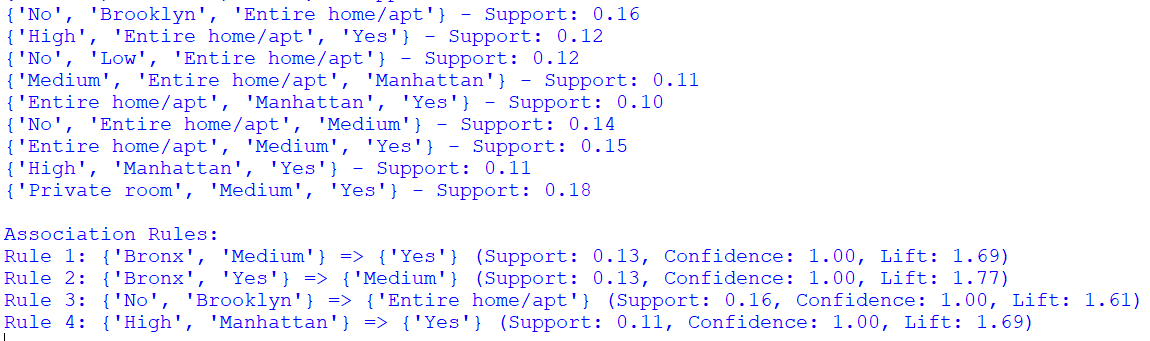 {'No', 'Brooklyn', 'Entire home/apt'} - Support: 0.16
{'High', 'Entire home/apt', 'Yes'} - Support: 0.12
{'No', 'Low', 'Entire home/apt'} - Support: 0.12
{'Medium', 'Entire home/apt', 'Manhattan'} - Support: 0.11
{'Entire home/apt', 'Manhattan', 'Yes'} - Support: 0.10
{'No', 'Entire home/apt', 'Medium'} - Support: 0.14
{'Entire home/apt', 'Medium', 'Yes'} - Support: 0.15
{'High', 'Manhattan', 'Yes'} - Support: 0.11
{'Private room', 'Medium', 'Yes'} - Support: 0.18

Association Rules:
Rule 1: {'Bronx', 'Medium'} => {'Yes'} (Support: 0.13, Confidence: 1.00, Lift: 1.69)
Rule 2: {'Bronx', 'Yes'} => {'Medium'} (Support: 0.13, Confidence: 1.00, Lift: 1.77)
Rule 3: {'No', 'Brooklyn'} => {'Entire home/apt'} (Support: 0.16, Confidence: 1.00, Lift: 1.61)
Rule 4: {'High', 'Manhattan'} => {'Yes'} (Support: 0.11, Confidence: 1.00, Lift: 1.69)